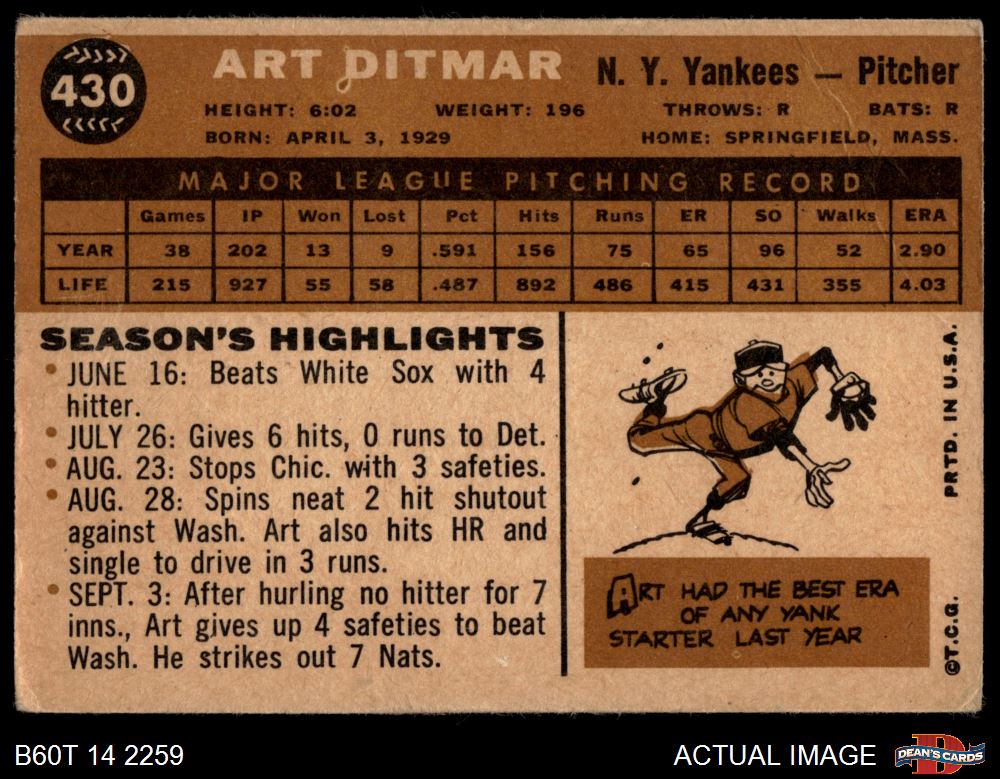 430
ART DITMAR N. Y. Yankees — Pitcher
HEIGHT: 6:02 WEIGHT: 196 THROWS: R BATS: R
BORN: APRIL 3, 1929 HOME: SPRINGFIELD, MASS.
MAJOR LEAGUE PITCHING RECORD
Games IP Won Lost Pct Hits Runs ER SO Walks ERA
YEAR 38 202 13 9 .591 156 75 65 96 52 2.90
LIFE 215 927 55 58 .487 892 486 415 431 355 4.03
SEASON'S HIGHLIGHTS
• JUNE 16: Beats White Sox with 4
hitter.
• JULY 26: Gives 6 hits, 0 runs to Det.
• AUG. 23: Stops Chic. with 3 safeties.
• AUG. 28: Spins neat 2 hit shutout
against Wash. Art also hits HR and
single to drive in 3 runs.
• SEPT. 3: After hurling no hitter for 7
inns., Art gives up 4 safeties to beat
Wash. He strikes out 7 Nats.
ART HAD THE BEST ERA
OF ANY YANK
STARTER LAST YEAR
©T.C.G. PRTD. IN U.S.A.
B60T 14 2259 ACTUAL IMAGE
DEAN'S CARDS